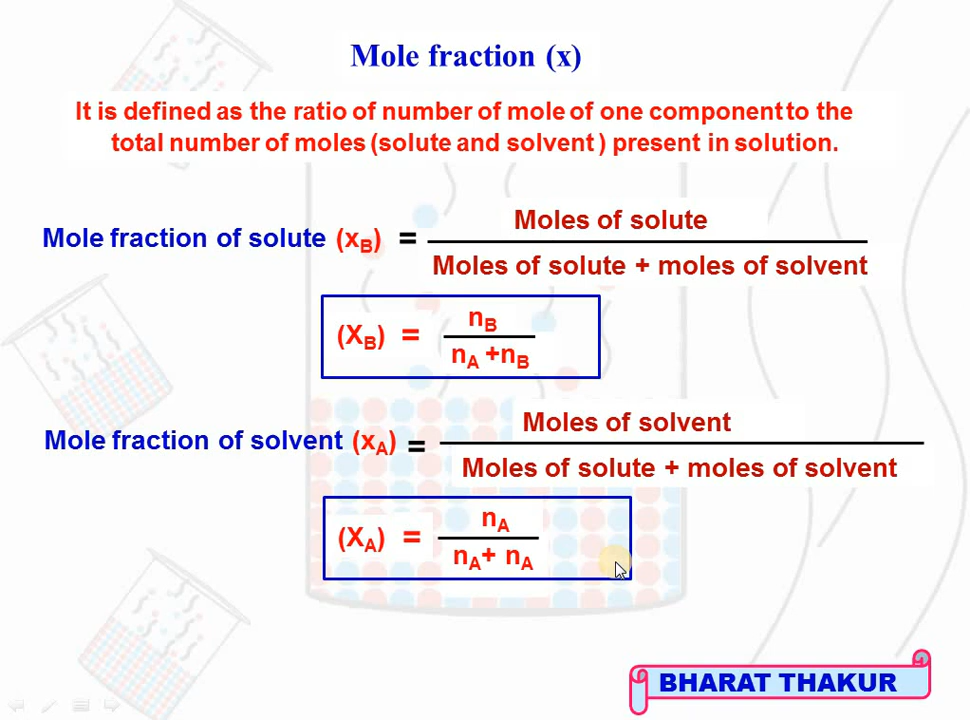 Mole fraction (x)
It is defined as the ratio of number of mole of one component to the
total number of moles (solute and solvent ) present in solution.
Mole fraction of solute (xB) = Moles of solute
Moles of solute + moles of solvent
(XB) = nB
nA +nB
Mole fraction of solvent (xA) = Moles of solvent
Moles of solute + moles of solvent
(XA) = nA
nA+ nA
BHARAT THAKUR